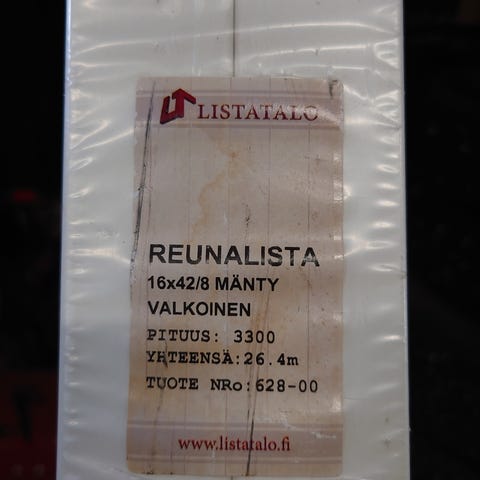 LISTATALO
REUNALISTA
16x42/8 MÄNTY
VALKOINEN
PITUUS: 3300
YHTEENSÄ:26.4m
TUOTE NRo:628-00
www.listatalo.fi